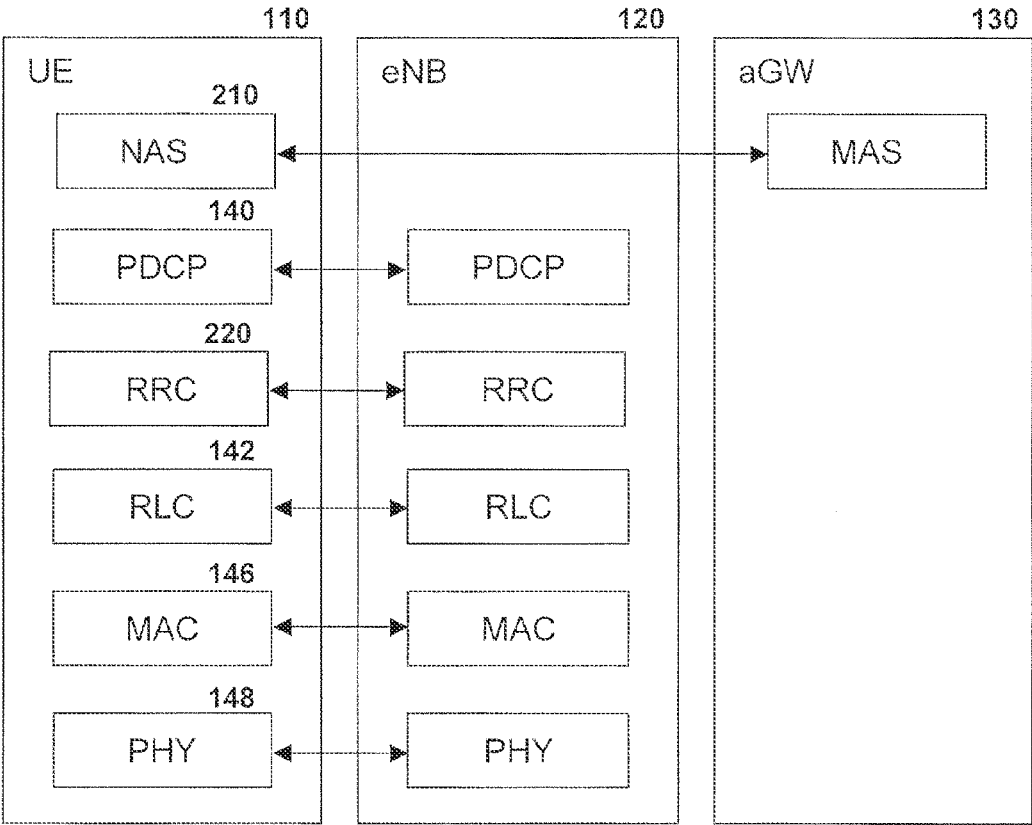 110 120 130
UE eNB aGW
210
NAS MAS
140
PDCP PDCP
220
RRC RRC
142
RLC RLC
146
MAC MAC
148
PHY PHY